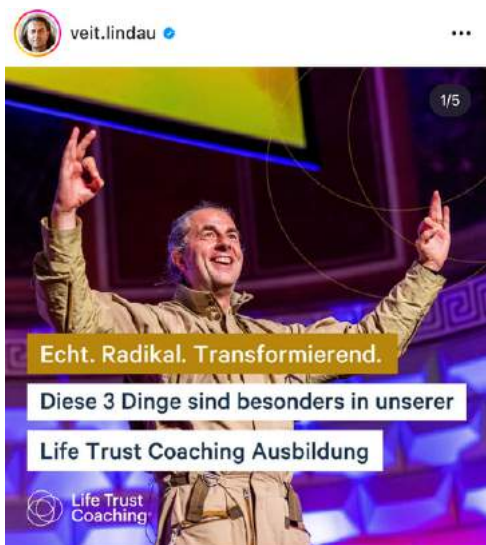 veit.lindau
1/5
Echt. Radikal. Transformierend.
Diese 3 Dinge sind besonders in unserer
Life Trust Coaching Ausbildung
Life Trust
Coaching